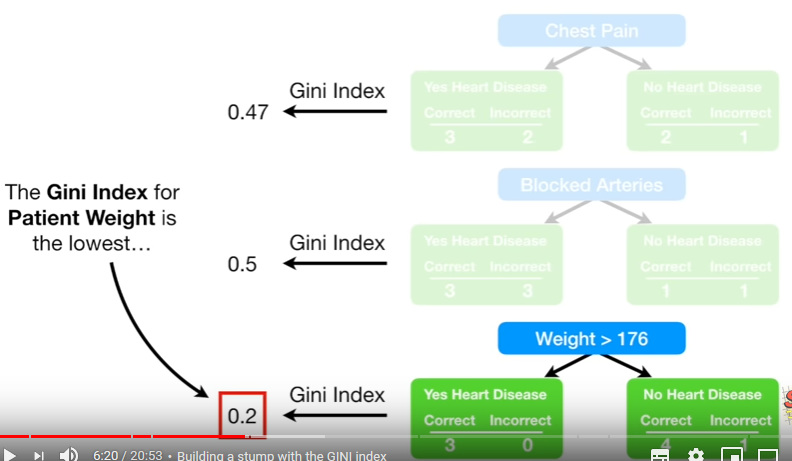 Chest Pain
Gini Index
0.47
Yes Heart Disease
Correct Incorrect
3 2
No Heart Disease
Correct Incorrect
2 1
The Gini Index for
Patient Weight is
the lowest...
Blocked Arteries
Gini Index
0.5
Yes Heart Disease
Correct Incorrect
3 3
No Heart Disease
Correct Incorrect
1 1
Weight > 176
Gini Index
0.2
Yes Heart Disease
Correct Incorrect
3 0
No Heart Disease
Correct Incorrect
4 1
6:20 / 20:53 • Building a stump with the GINI index